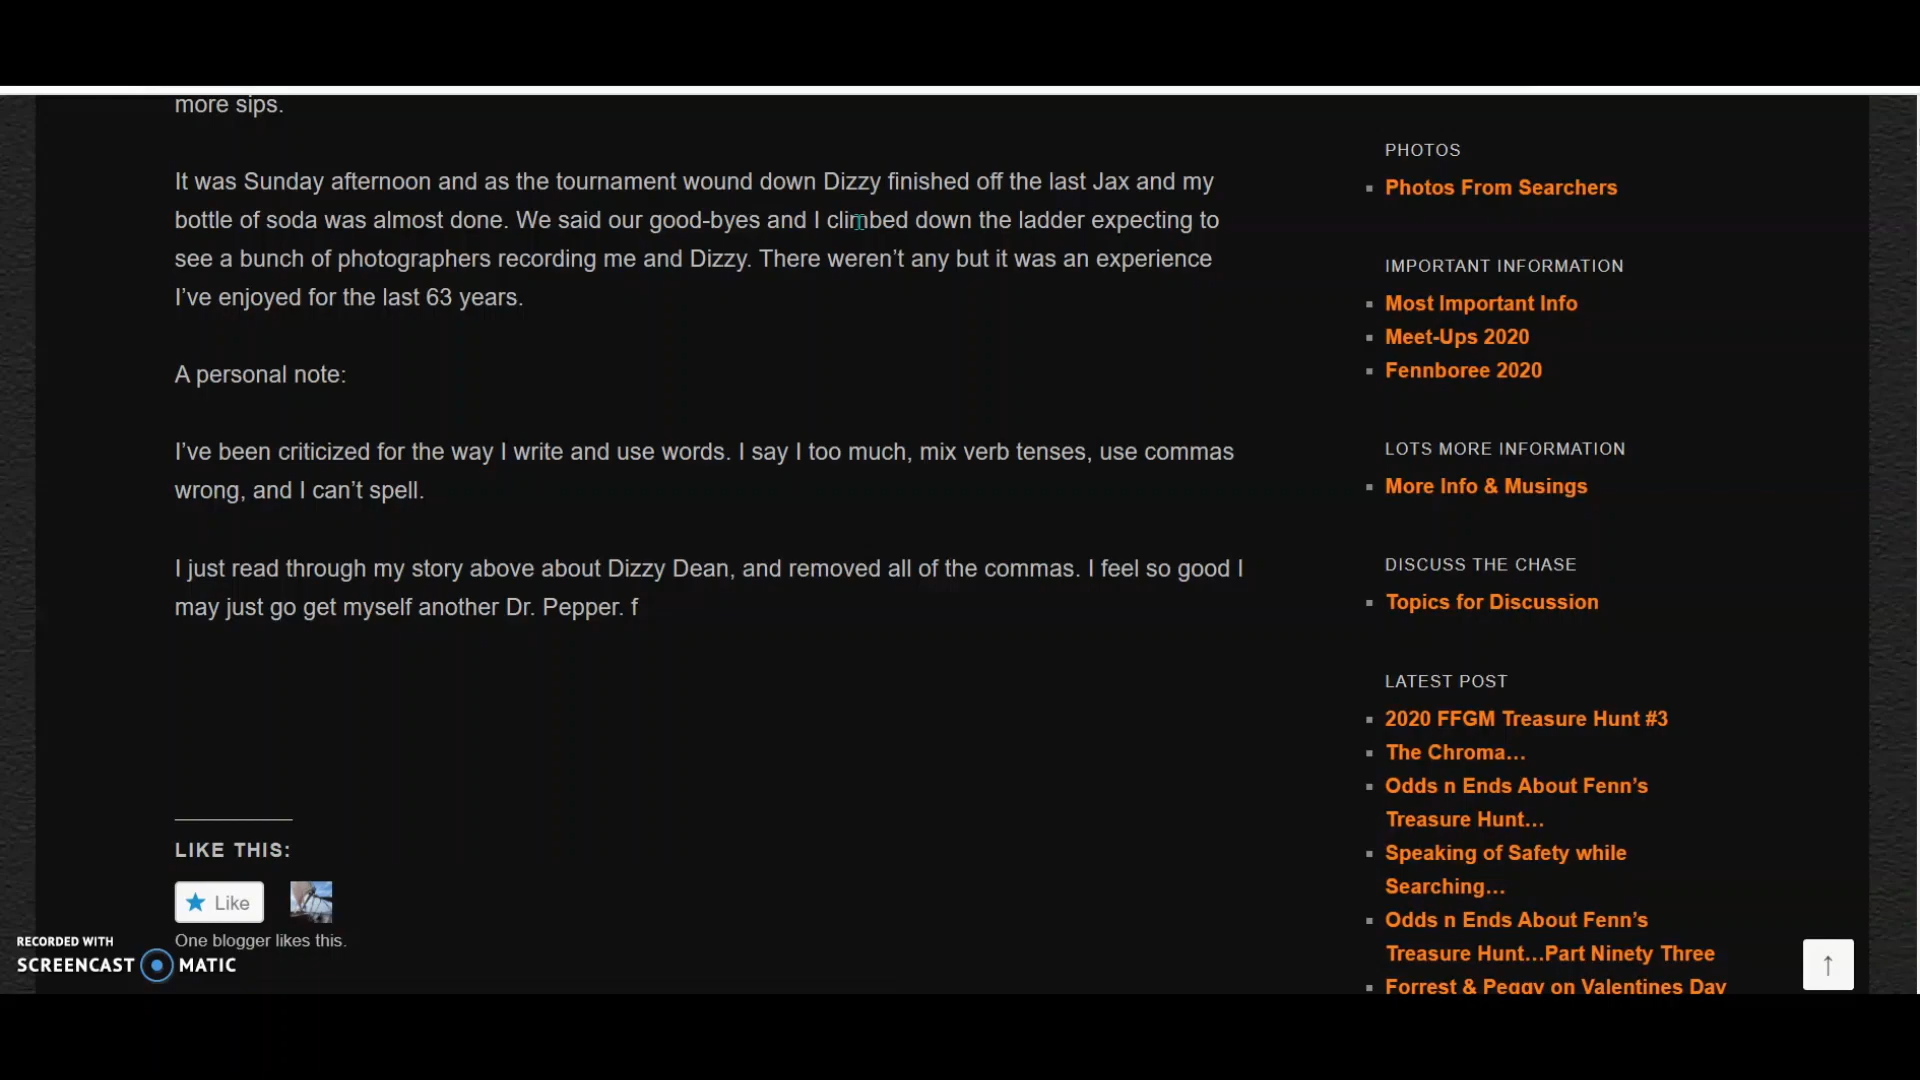 more sips.
It was Sunday afternoon and as the tournament wound down Dizzy finished off the last Jax and my
bottle of soda was almost done. We said our good-byes and I climbed down the ladder expecting to
see a bunch of photographers recording me and Dizzy. There weren’t any but it was an experience
I’ve enjoyed for the last 63 years.
A personal note:
I’ve been criticized for the way I write and use words. I say I too much, mix verb tenses, use commas
wrong, and I can’t spell.
I just read through my story above about Dizzy Dean, and removed all of the commas. I feel so good I
may just go get myself another Dr. Pepper. f
LIKE THIS:
Like
One blogger likes this.
RECORDED WITH
SCREENCAST MATIC
PHOTOS
Photos From Searchers
IMPORTANT INFORMATION
Most Important Info
Meet-Ups 2020
Fennboree 2020
LOTS MORE INFORMATION
More Info & Musings
DISCUSS THE CHASE
Topics for Discussion
LATEST POST
2020 FFGM Treasure Hunt #3
The Chroma…
Odds n Ends About Fenn’s
Treasure Hunt…
Speaking of Safety while
Searching…
Odds n Ends About Fenn’s
Treasure Hunt…Part Ninety Three
Forrest & Peggy on Valentines Day